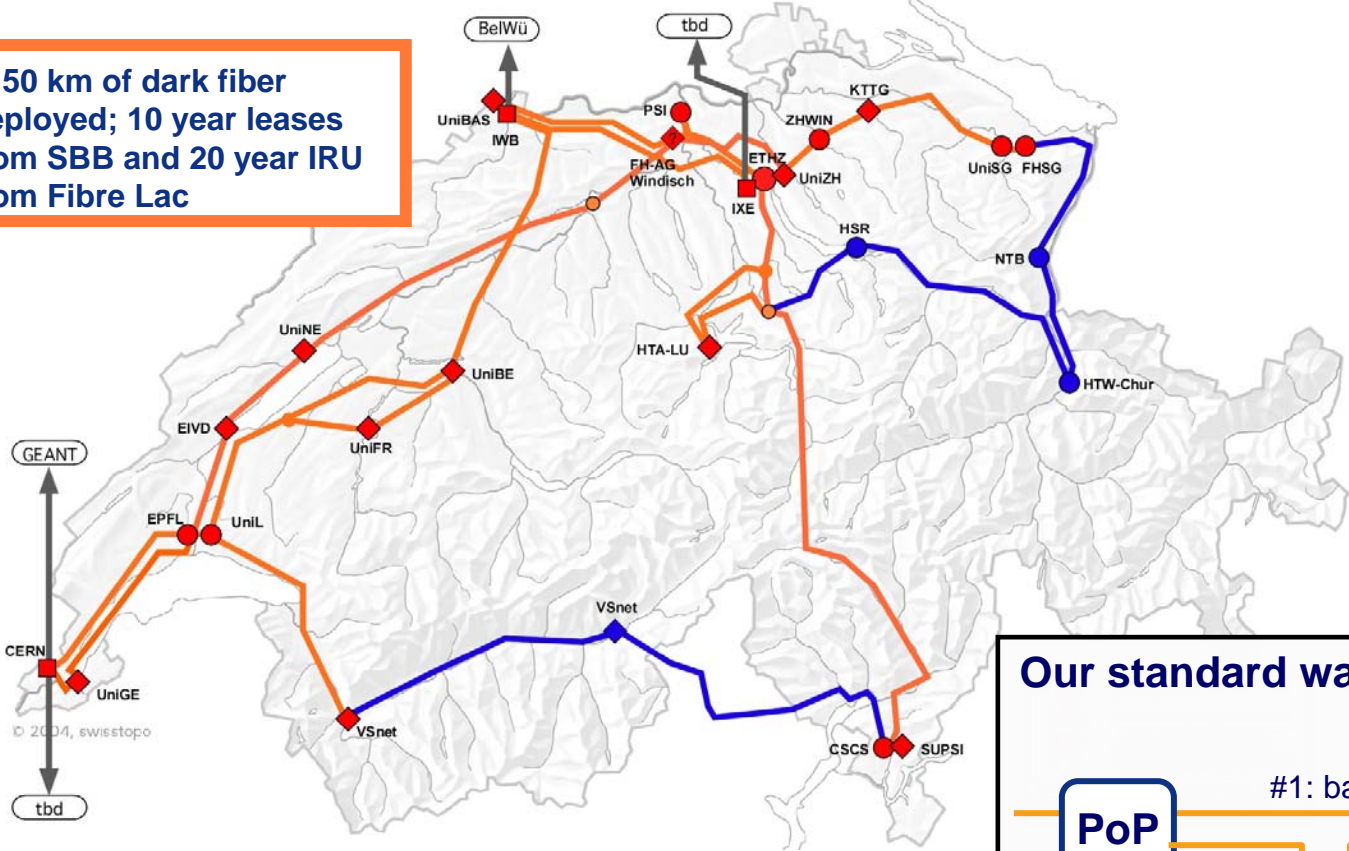 50 km of dark fiber
eployed; 10 year leases
om SBB and 20 year IRU
om Fibre Lac
BelWü
tbd
UniBAS
IWB
PSI
FH-AG
Windisch
ETHZ
UniZH
IXE
ZHWIN
KTTG
UniSG FHSG
HSR
NTB
HTW-Chur
HTA-LU
UniNE
UniBE
EIVD
UniFR
GEANT
EPFL
UniL
CERN
UniGE
© 2004, swisstopo
tbd
VSnet
VSnet
CSCS
SUPSI
Our standard wa
#1: ba
PoP